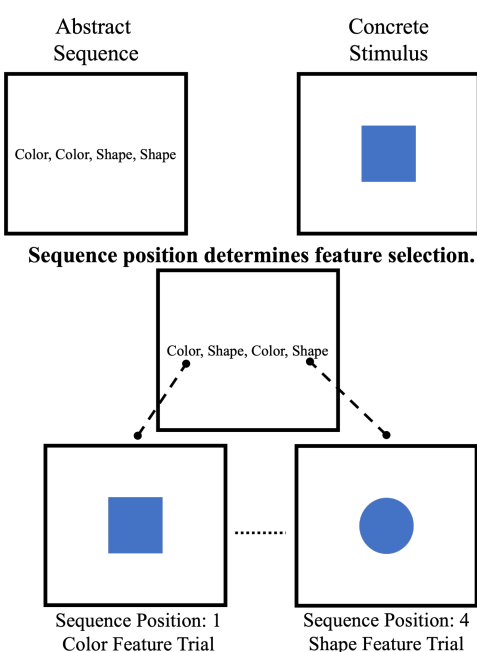 Abstract
Sequence
Concrete
Stimulus
Color, Color, Shape, Shape
Sequence position determines feature selection.
Color, Shape, Color, Shape
Sequence Position: 1
Color Feature Trial
Sequence Position: 4
Shape Feature Trial